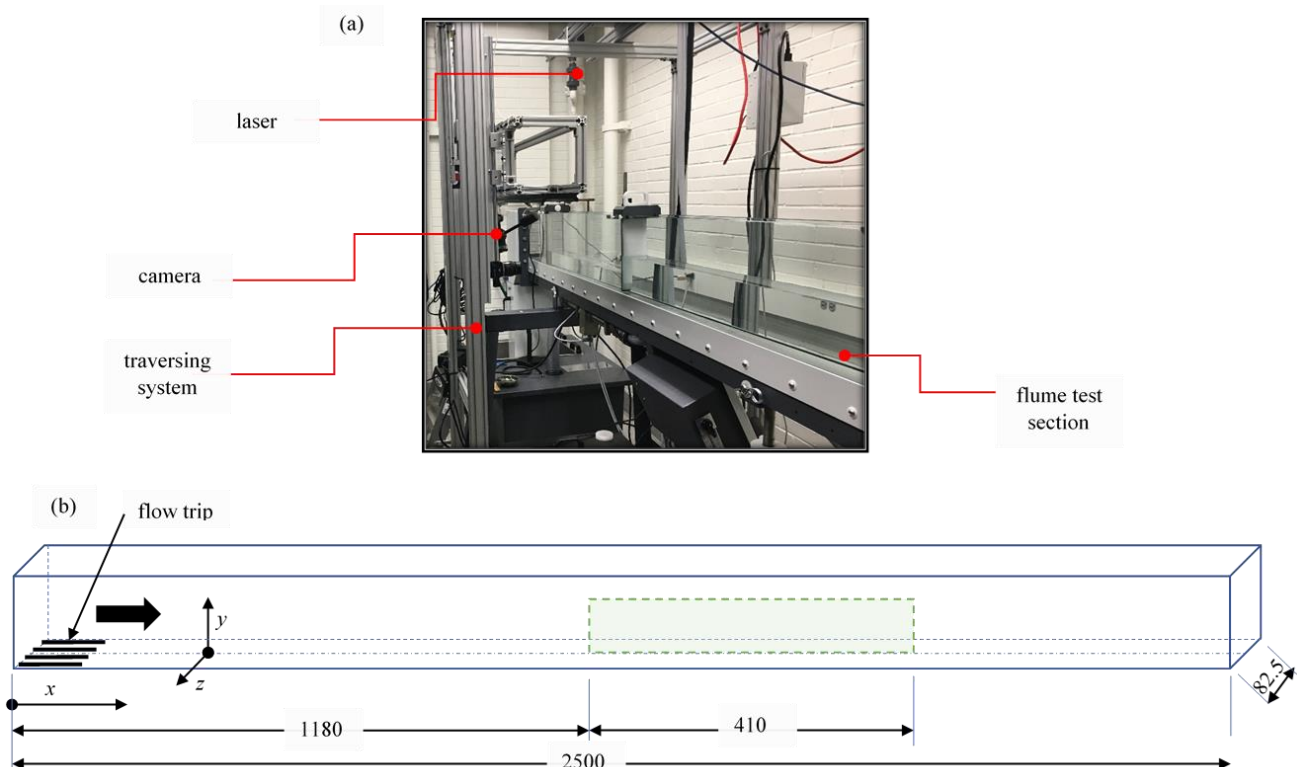 (a)
laser
camera
traversing
system
flume test
section
(b)
flow trip
y
z
x
82.5
1180
410
2500